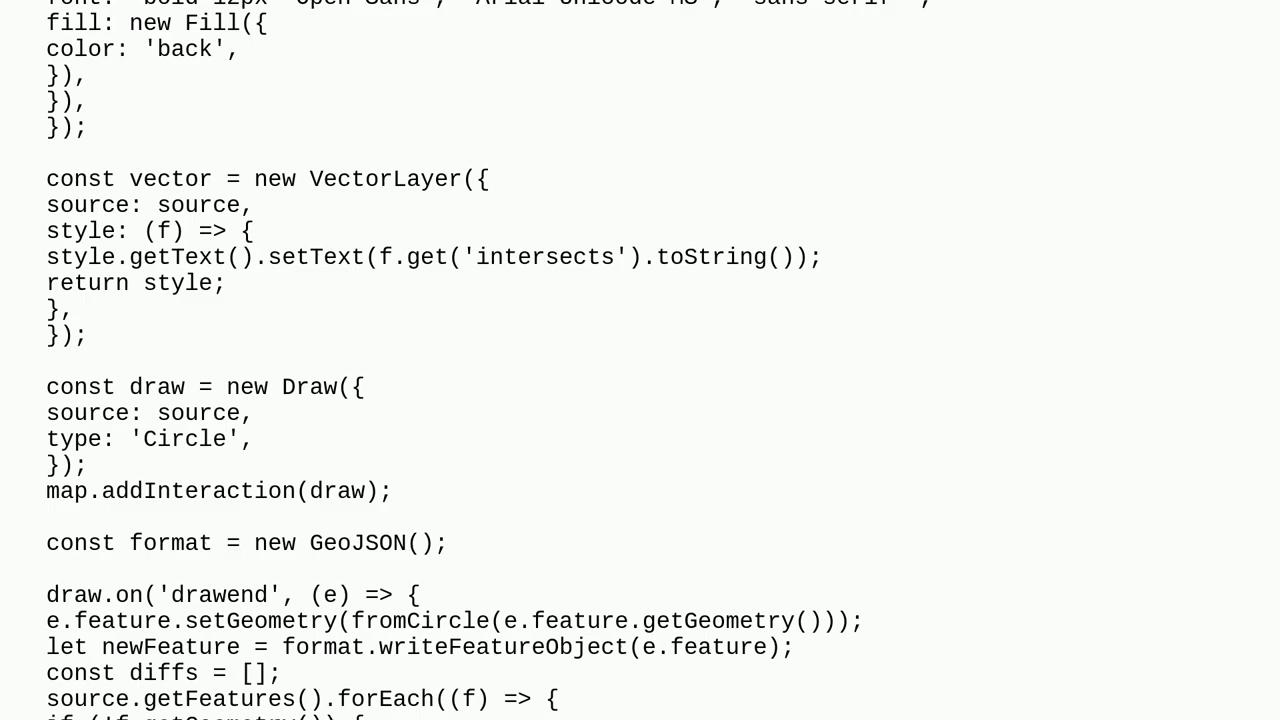 fill: new Fill({
color: 'back',
}),
}),
});
const vector = new VectorLayer({
source: source,
style: (f) => {
style.getText().setText(f.get('intersects').toString());
return style;
},
});
const draw = new Draw({
source: source,
type: 'Circle',
});
map.addInteraction(draw);
const format = new GeoJSON();
draw.on('drawend', (e) => {
e.feature.setGeometry(fromCircle(e.feature.getGeometry()));
let newFeature = format.writeFeatureObject(e.feature);
const diffs = [];
source.getFeatures().forEach((f) => {